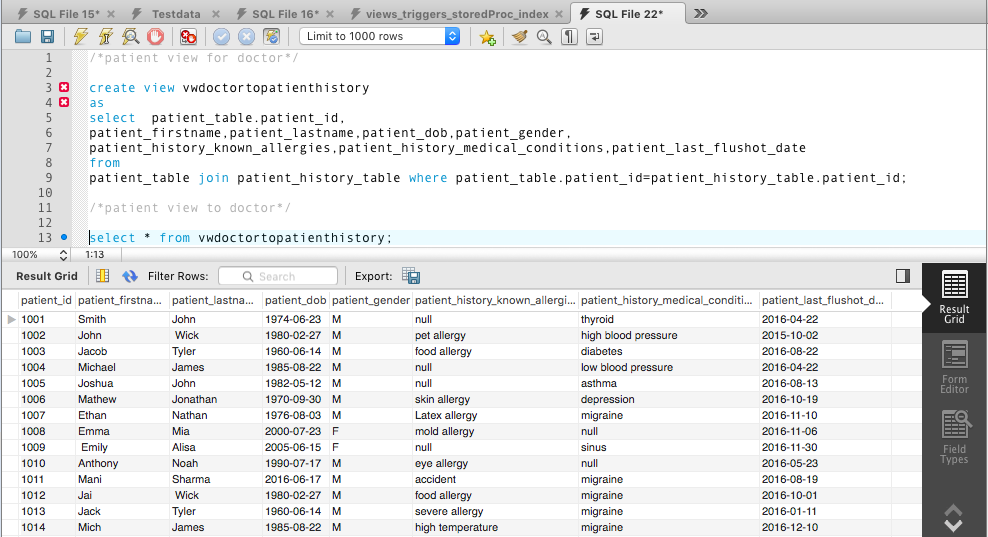 SQL File 15* Testdata SQL File 16* views_triggers_storedProc_index SQL File 22*
Limit to 1000 rows
1 /*patient view for doctor*/
2
3 create view vwdoctortopatienthistory
4 as
5 select patient_table.patient_id,
6 patient_firstname,patient_lastname,patient_dob,patient_gender,
7 patient_history_known_allergies,patient_history_medical_conditions,patient_last_flushot_date
8 from
9 patient_table join patient_history_table where patient_table.patient_id=patient_history_table.patient_id;
10
11 /*patient view to doctor*/
12
13 select * from vwdoctortopatienthistory;
100% 1:13
Result Grid Filter Rows: Search Export:
patient_id patient_firstna... patient_lastna... patient_dob patient_gender patient_history_known_allergi... patient_history_medical_conditi... patient_last_flushot_d...
1001 Smith John 1974-06-23 M null thyroid 2016-04-22
1002 John Wick 1980-02-27 M pet allergy high blood pressure 2015-10-02
1003 Jacob Tyler 1960-06-14 M food allergy diabetes 2016-08-22
1004 Michael James 1985-08-22 M null low blood pressure 2016-04-22
1005 Joshua John 1982-05-12 M null asthma 2016-08-13
1006 Mathew Jonathan 1970-09-30 M skin allergy depression 2016-10-19
1007 Ethan Nathan 1976-08-03 M Latex allergy migraine 2016-11-10
1008 Emma Mia 2000-07-23 F mold allergy null 2016-11-06
1009 Emily Alisa 2005-06-15 F null sinus 2016-11-30
1010 Anthony Noah 1990-07-17 M eye allergy null 2016-05-23
1011 Mani Sharma 2016-06-17 M accident migraine 2016-08-19
1012 Jai Wick 1980-02-27 M food allergy migraine 2016-10-01
1013 Jack Tyler 1960-06-14 M severe allergy migraine 2016-01-11
1014 Mich James 1985-08-22 M high temperature migraine 2016-12-10
Result
Grid
Form
Editor
Field
Types